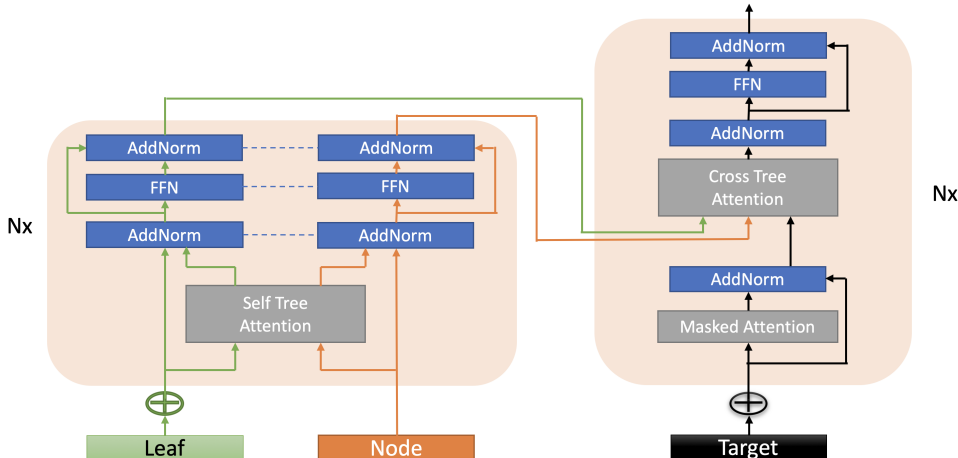 AddNorm
FFN
AddNorm
Cross Tree
Attention
AddNorm
Masked Attention
Target
Nx
AddNorm
AddNorm
FFN
FFN
AddNorm
AddNorm
Self Tree
Attention
Leaf
Node
Nx